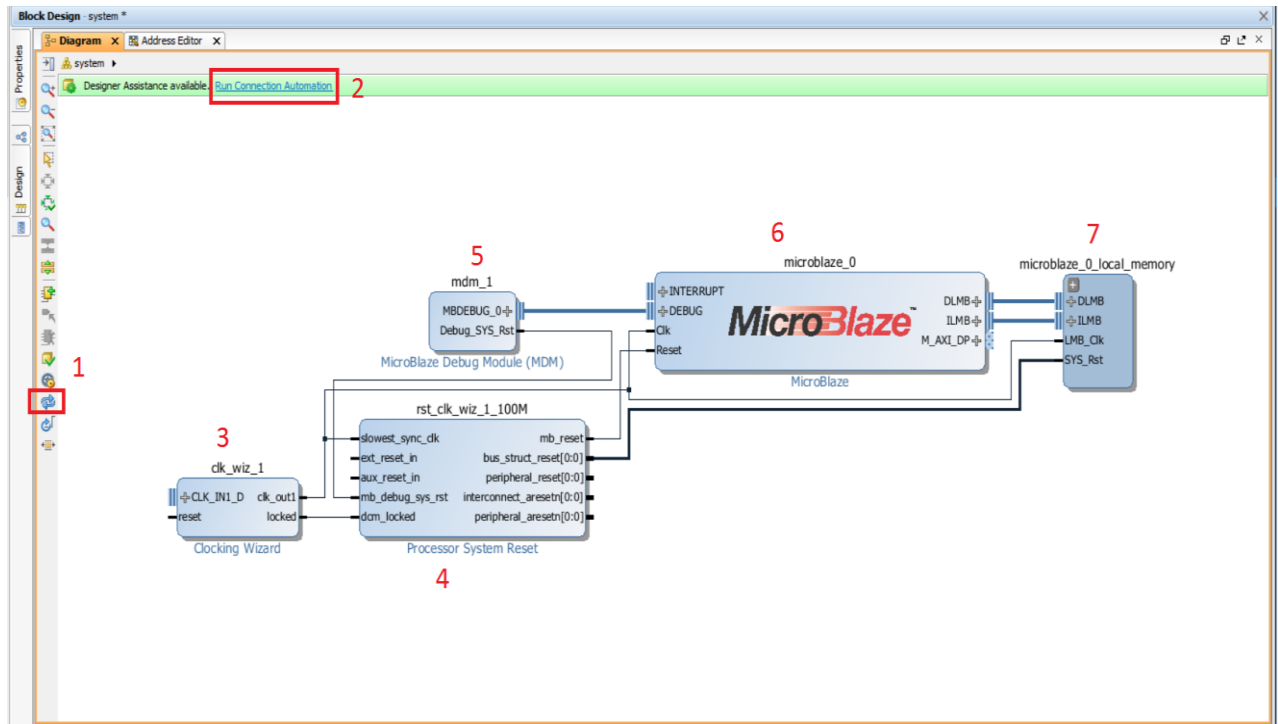 Block Design - system *
Diagram
Address Editor
Properties
Design
system
Designer Assistance available. Run Connection Automation
2
1
6
7
5
microblaze_0
microblaze_0_local_memory
mdm_1
MBDEBUG_0
Debug_SYS_Rst
MicroBlaze Debug Module (MDM)
INTERRUPT
DEBUG
Clk
Reset
MicroBlaze™
DLMB
ILMB
M_AXI_DP
MicroBlaze
DLMB
ILMB
LMB_Clk
SYS_Rst
3
clk_wiz_1
CLK_IN1_D clk_out1
reset locked
Clocking Wizard
rst_clk_wiz_1_100M
slowest_sync_clk mb_reset
ext_reset_in bus_struct_reset[0:0]
aux_reset_in peripheral_reset[0:0]
mb_debug_sys_rst interconnect_aresetn[0:0]
dcm_locked peripheral_aresetn[0:0]
Processor System Reset
4